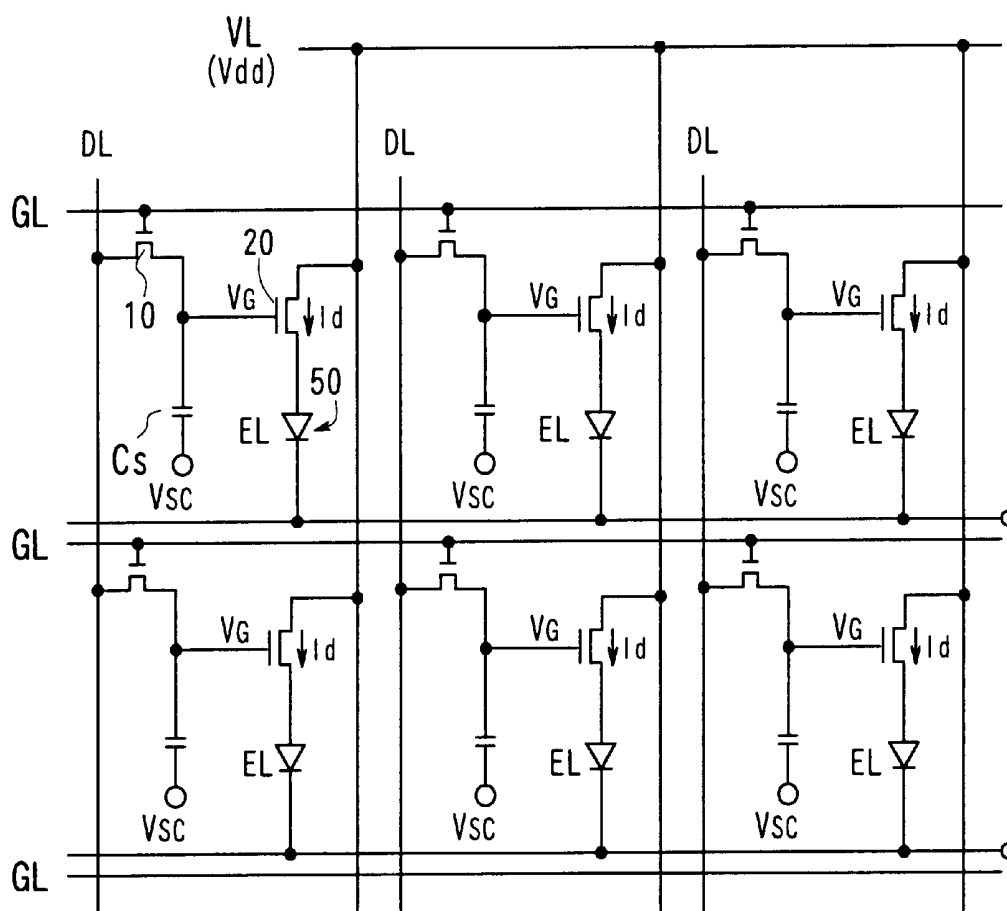 VL
(Vdd)
DL DL DL
GL
20
10 VG Id VG Id VG Id
50
Cs EL EL EL
VSC VSC VSC
GL
VG Id VG Id VG Id
EL EL EL
VSC VSC VSC
GL